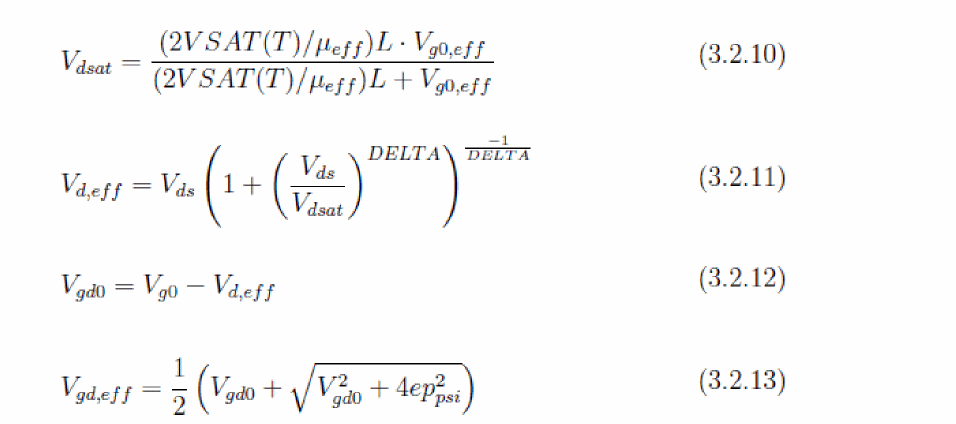 V_{dsat} = \frac{(2VSAT(T)/\mu_{eff})L \cdot V_{g0,eff}}{(2VSAT(T)/\mu_{eff})L + V_{g0,eff}} (3.2.10)
V_{d,eff} = V_{ds} \left(1 + \left(\frac{V_{ds}}{V_{dsat}}\right)^{DELTA}\right)^{\frac{-1}{DELTA}} (3.2.11)
V_{gd0} = V_{g0} - V_{d,eff} (3.2.12)
V_{gd,eff} = \frac{1}{2}\left(V_{gd0} + \sqrt{V_{gd0}^2 + 4ep_{psi}^2}\right) (3.2.13)